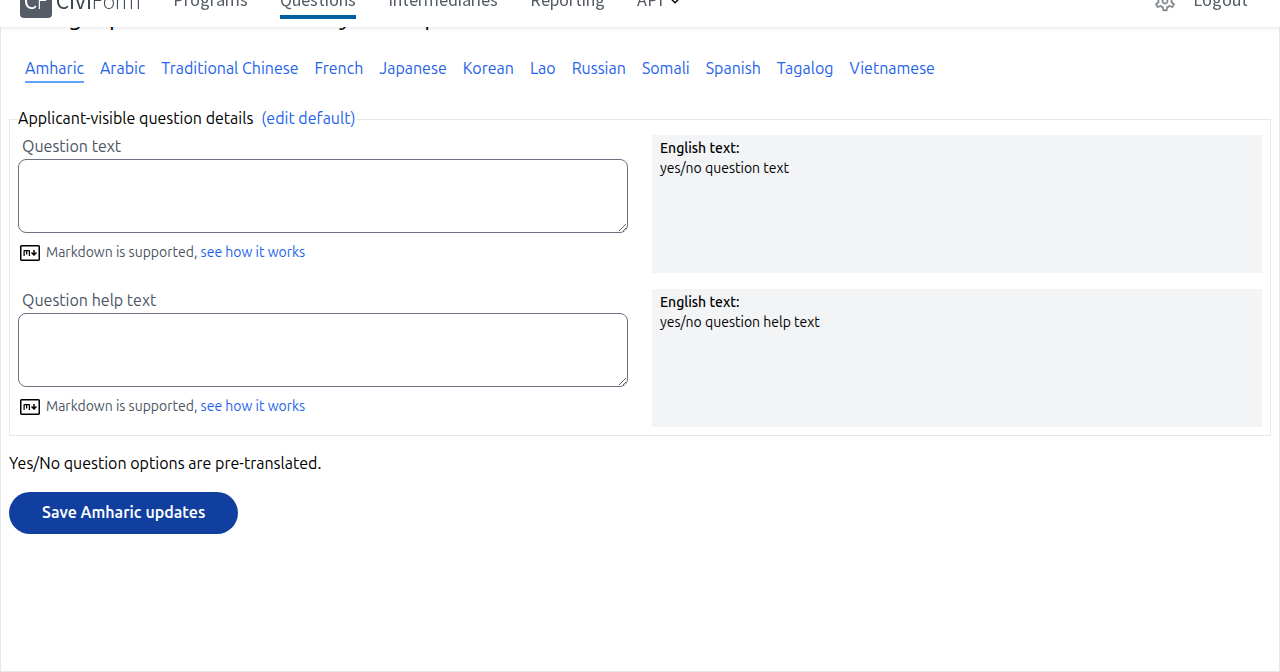 CF CiviForm Programs Questions Intermediaries Reporting API Logout
Amharic Arabic Traditional Chinese French Japanese Korean Lao Russian Somali Spanish Tagalog Vietnamese
Applicant-visible question details (edit default)
Question text
English text:
yes/no question text
Markdown is supported, see how it works
Question help text
English text:
yes/no question help text
Markdown is supported, see how it works
Yes/No question options are pre-translated.
Save Amharic updates